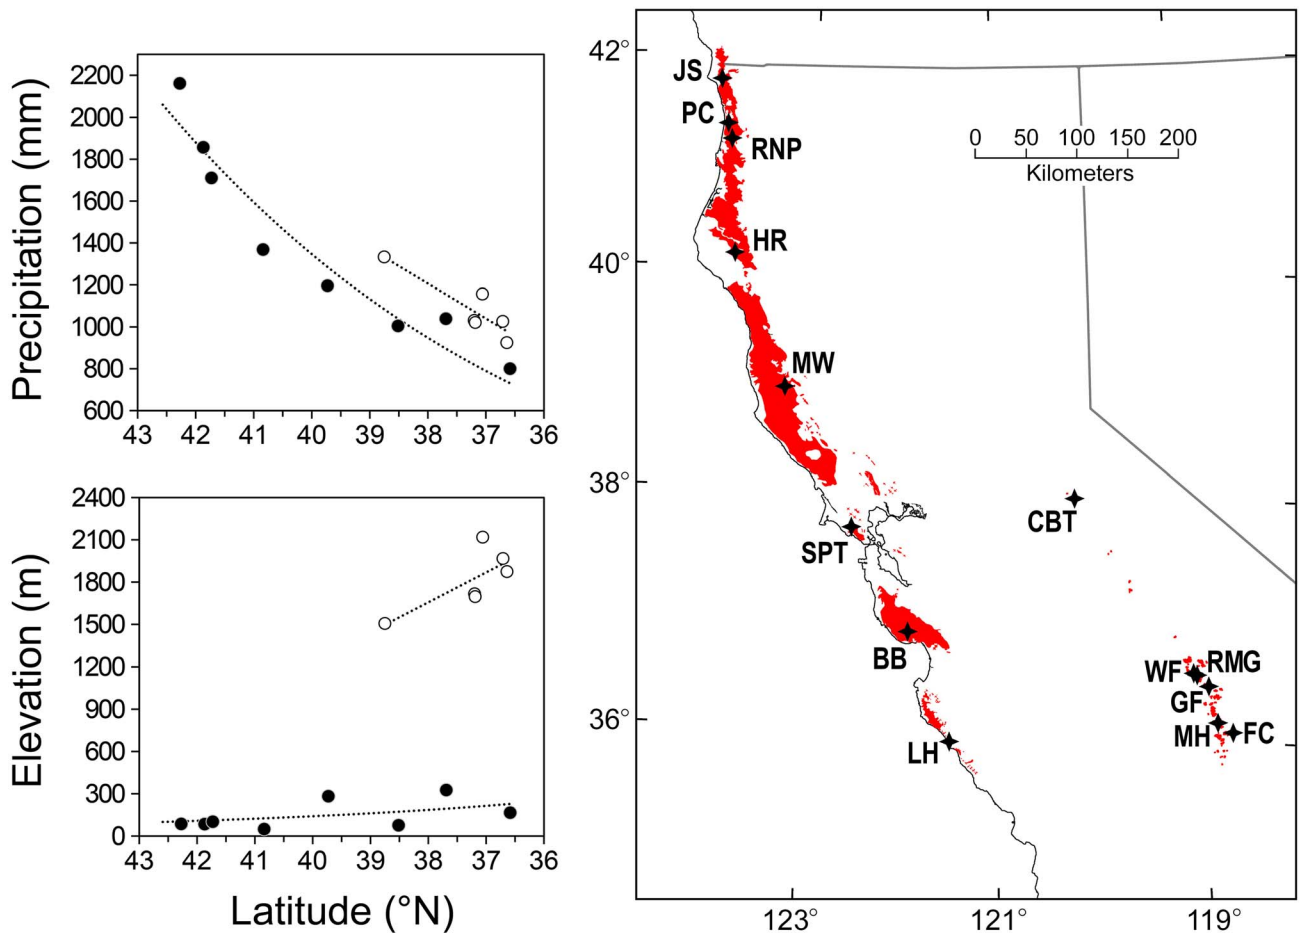 Precipitation (mm)
2200
2000
1800
1600
1400
1200
1000
800
600
43 42 41 40 39 38 37 36
Elevation (m)
2400
2100
1800
1500
1200
900
600
300
0
43 42 41 40 39 38 37 36
Latitude (°N)
42°
40°
38°
36°
JS
PC
RNP
0 50 100 150 200
Kilometers
HR
MW
CBT
SPT
BB
WF RMG
GF
MH FC
LH
123° 121° 119°